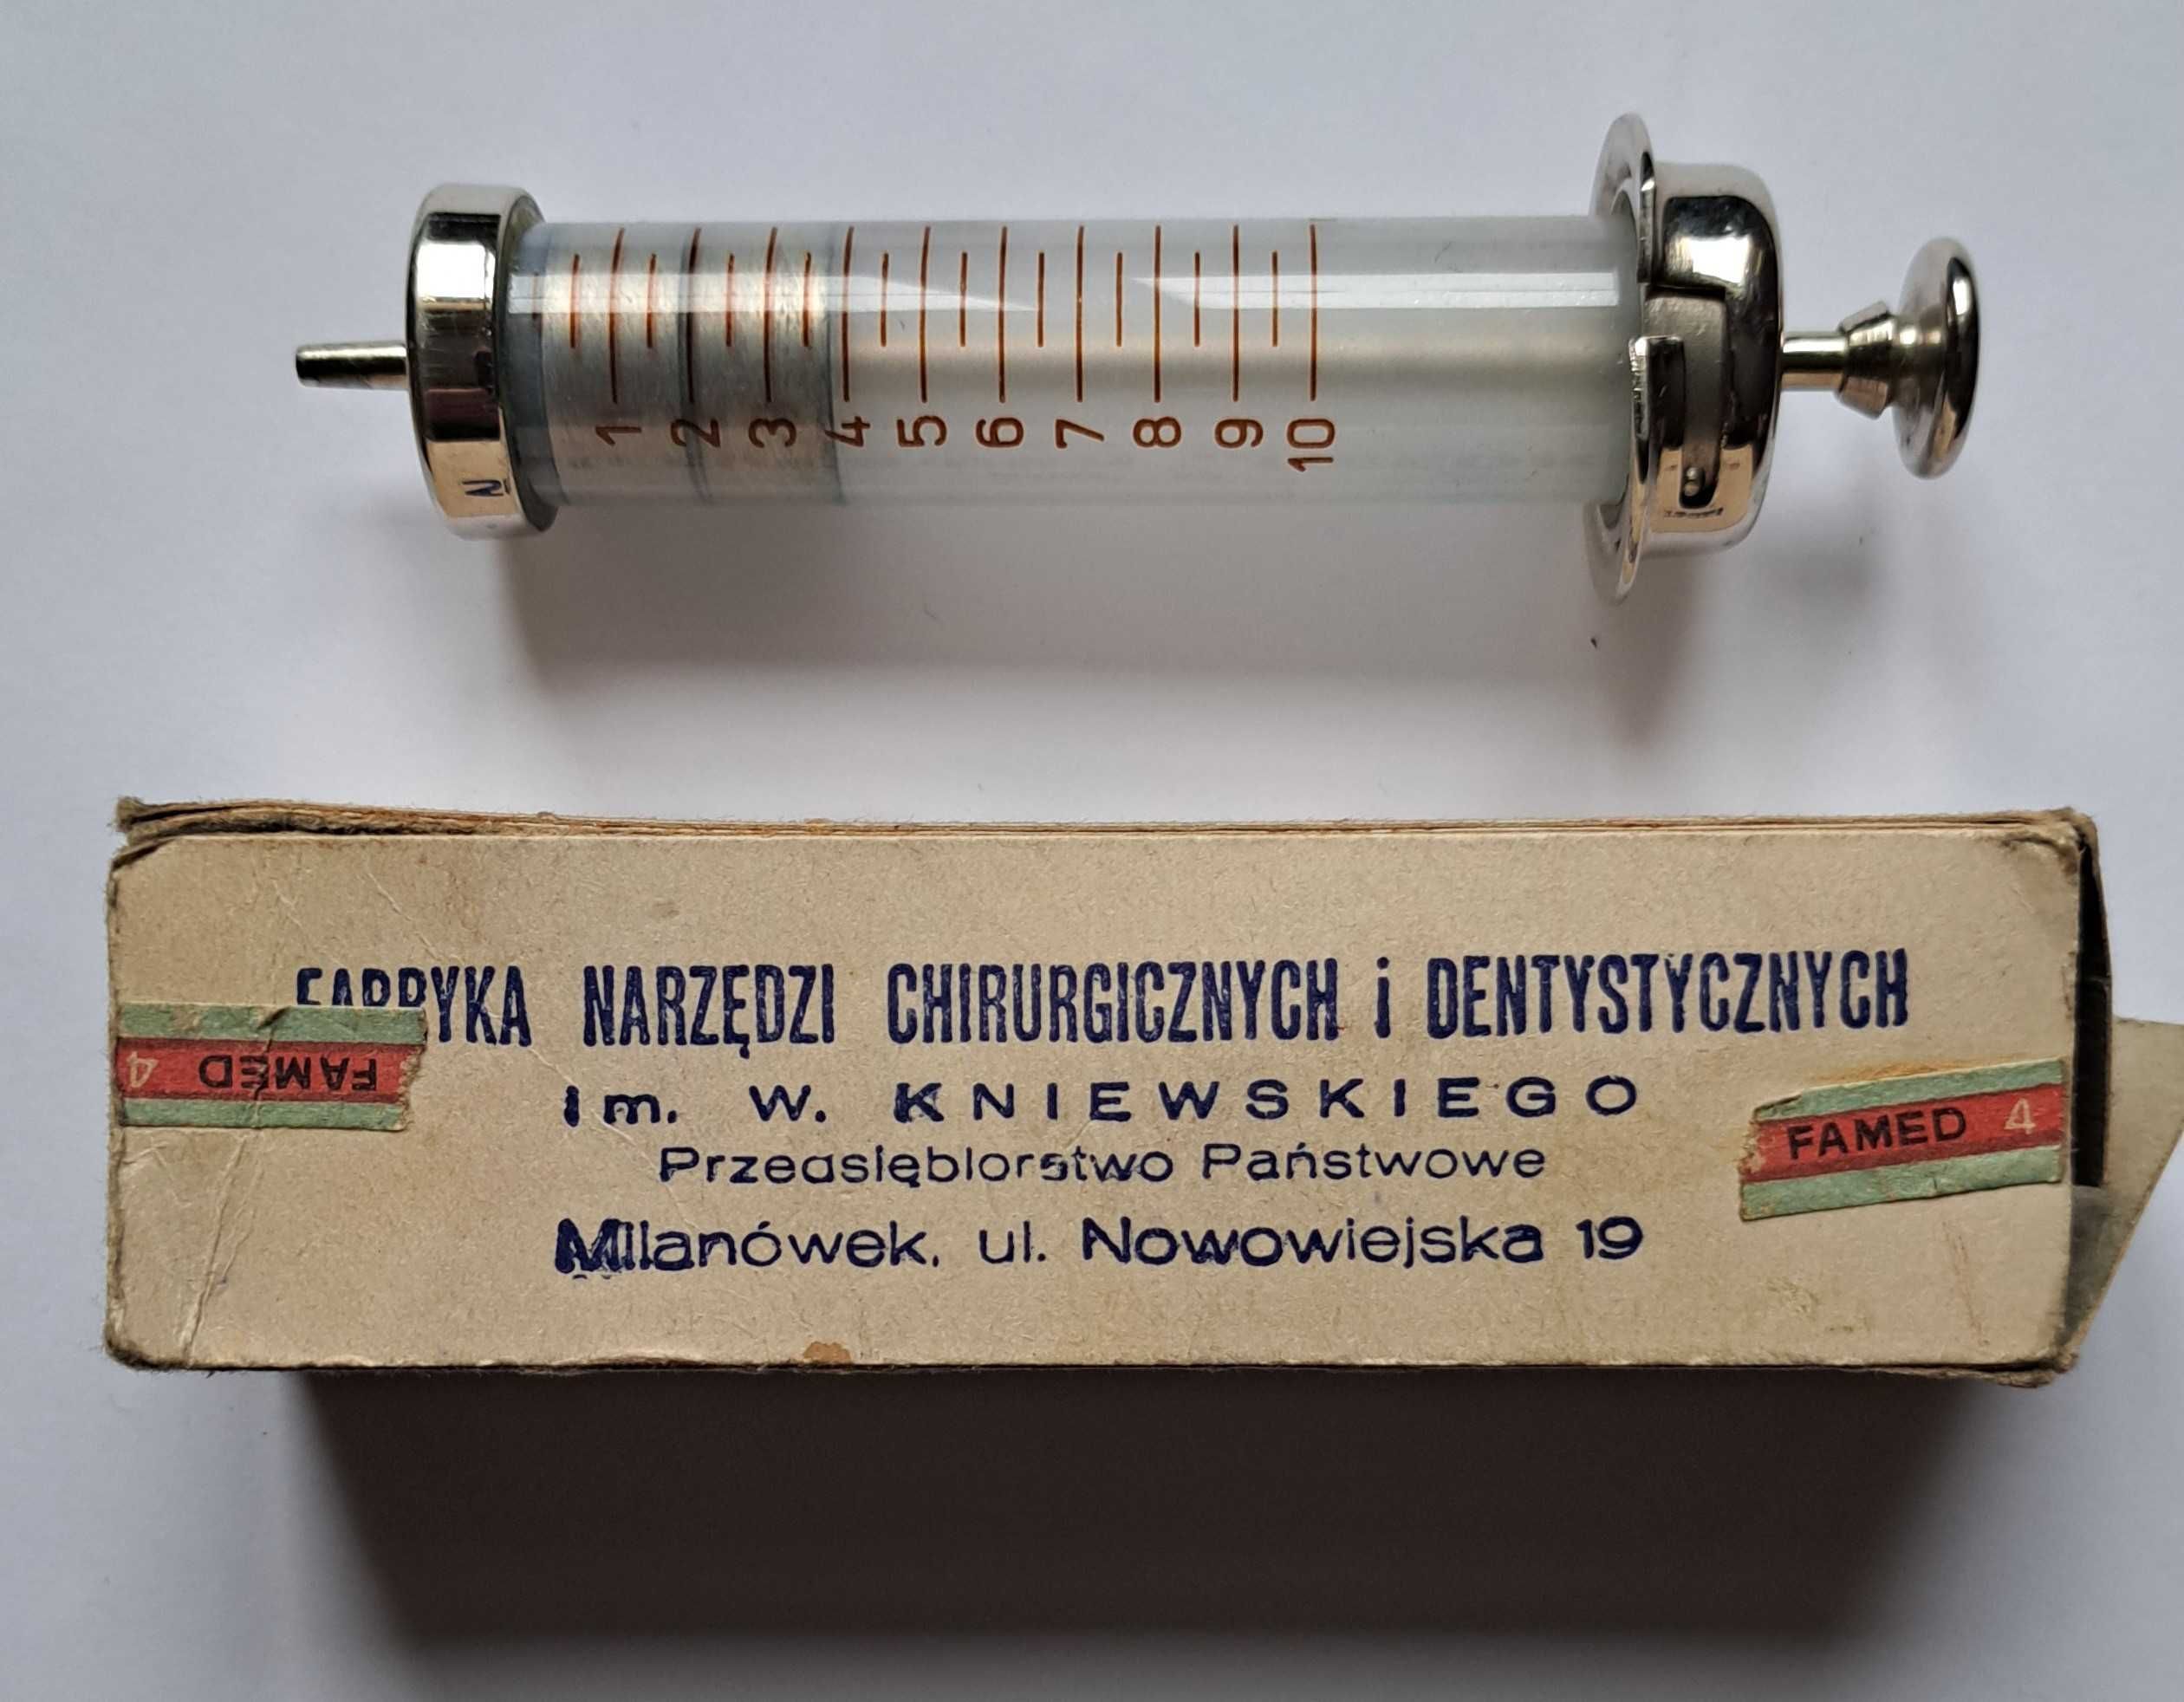 N
1 2 3 4 5 6 7 8 9 10
FABRYKA NARZĘDZI CHIRURGICZNYCH i DENTYSTYCZNYCH
im. W. KNIEWSKIEGO
Przedsiębiorstwo Państwowe
Milanówek, ul. Nowowiejska 19
FAMED 4
FAMED 4